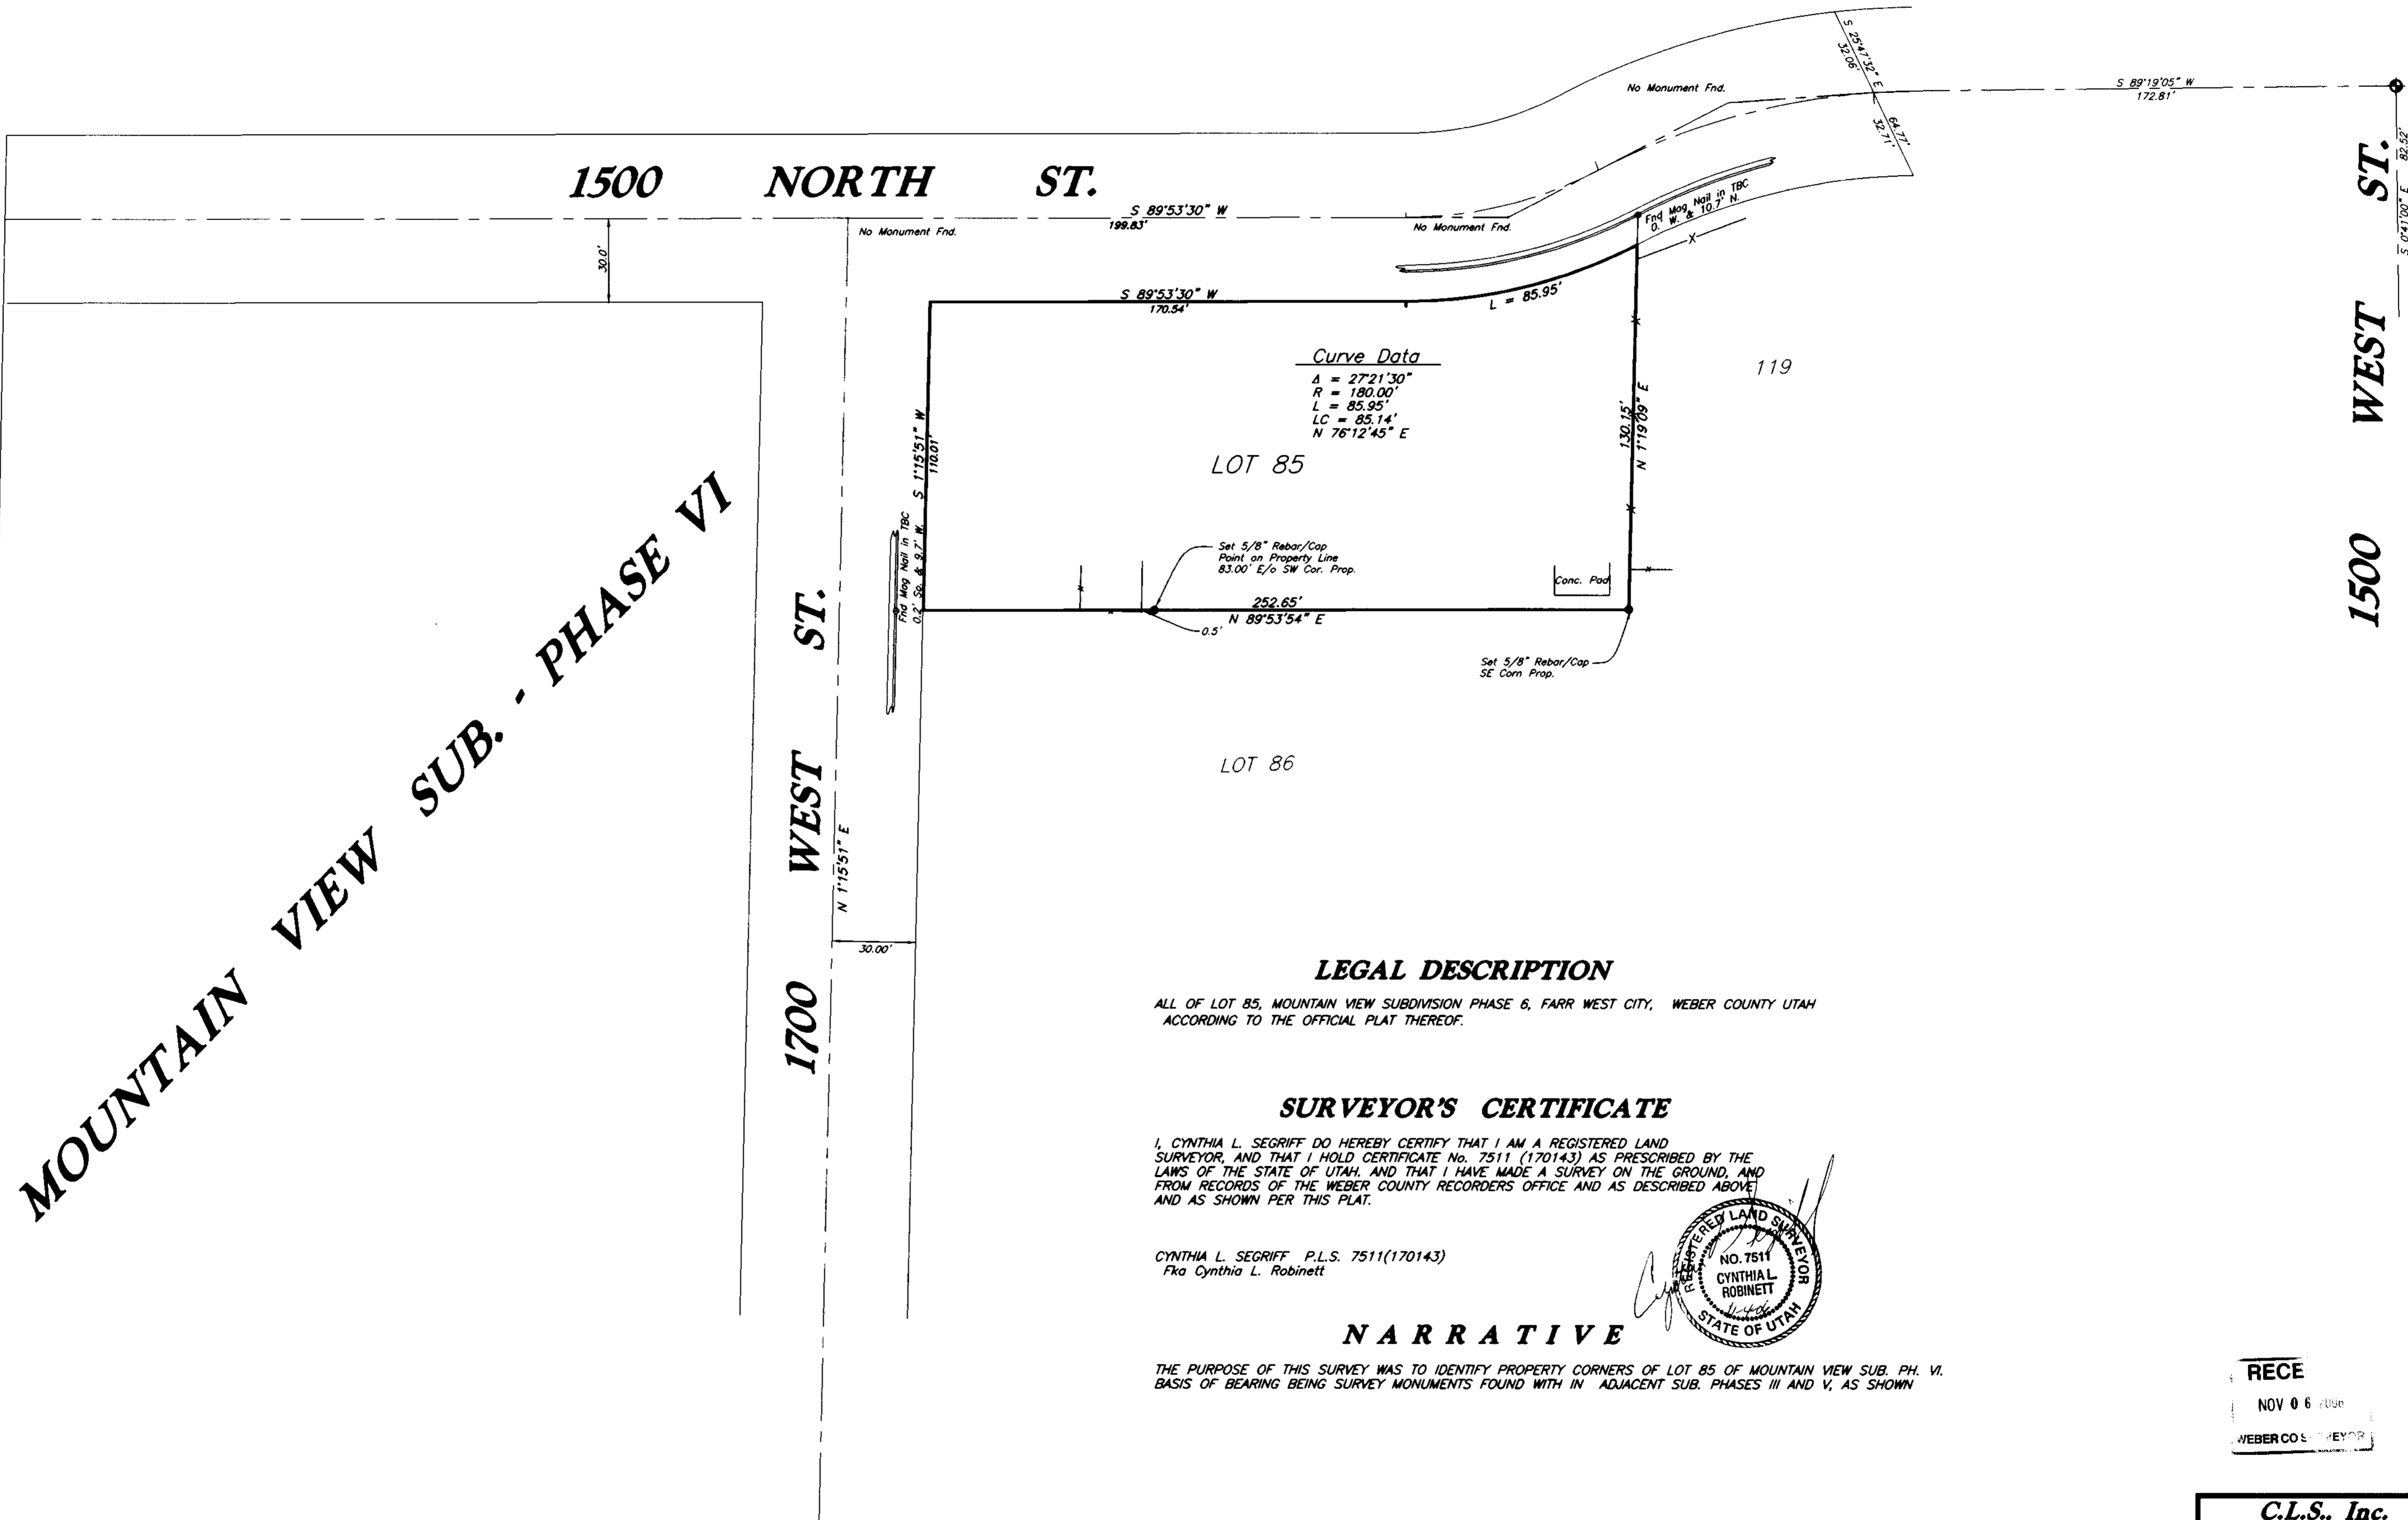 S 25°47'32" E
32.06'
No Monument Fnd.
S 89°19'05" W
172.81'
64.77'
32.71'
S 0°41'00" E 82.52'
1500 NORTH ST.
S 89°53'30" W
199.83'
No Monument Fnd.
No Monument Fnd.
Fnd Mag Nail in TBC
0.' W. & 10.7' N.
X
30.0'
S 89°53'30" W
170.54'
L = 85.95'
1500 WEST ST.
Curve Data
Δ = 27°21'30"
R = 180.00'
L = 85.95'
LC = 85.14'
N 76°12'45" E
119
130.15'
N 1°19'09" E
S 1°15'51" W
110.01'
LOT 85
Fnd Mag Nail in TBC
0.2' So. & 9.7' W.
Set 5/8" Rebar/Cap
Point on Property Line
83.00' E/o SW Cor. Prop.
Conc. Pad
252.65'
N 89°53'54" E
0.5'
Set 5/8" Rebar/Cap
SE Corn Prop.
MOUNTAIN VIEW SUB. - PHASE VI
1700 WEST ST.
LOT 86
N 1°15'51" E
30.00'
LEGAL DESCRIPTION
ALL OF LOT 85, MOUNTAIN VIEW SUBDIVISION PHASE 6, FARR WEST CITY, WEBER COUNTY UTAH
ACCORDING TO THE OFFICIAL PLAT THEREOF.
SURVEYOR'S CERTIFICATE
I, CYNTHIA L. SEGRIFF DO HEREBY CERTIFY THAT I AM A REGISTERED LAND
SURVEYOR, AND THAT I HOLD CERTIFICATE No. 7511 (170143) AS PRESCRIBED BY THE
LAWS OF THE STATE OF UTAH. AND THAT I HAVE MADE A SURVEY ON THE GROUND, AND
FROM RECORDS OF THE WEBER COUNTY RECORDERS OFFICE AND AS DESCRIBED ABOVE
AND AS SHOWN PER THIS PLAT.
CYNTHIA L. SEGRIFF P.L.S. 7511(170143)
Fka Cynthia L. Robinett
REGISTERED LAND SURVEYOR
NO. 7511
CYNTHIA L.
ROBINETT
STATE OF UTAH
NARRATIVE
THE PURPOSE OF THIS SURVEY WAS TO IDENTIFY PROPERTY CORNERS OF LOT 85 OF MOUNTAIN VIEW SUB. PH. VI.
BASIS OF BEARING BEING SURVEY MONUMENTS FOUND WITH IN ADJACENT SUB. PHASES III AND V, AS SHOWN
RECE
NOV 06
WEBER CO
C.L.S., Inc.